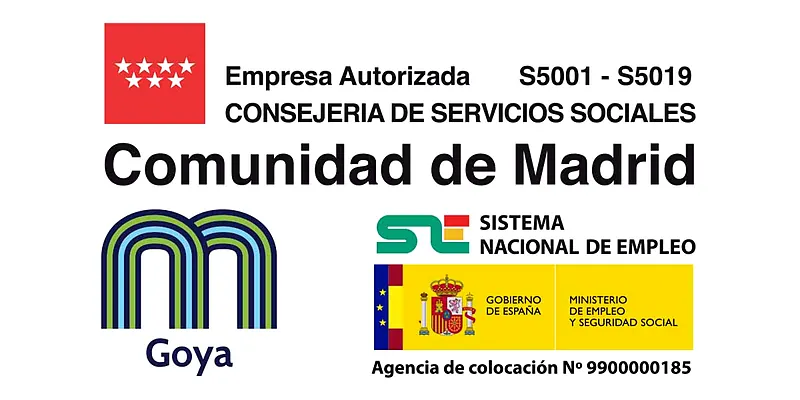 Empresa Autorizada S5001 - S5019
CONSEJERIA DE SERVICIOS SOCIALES
Comunidad de Madrid
Goya
SISTEMA
NACIONAL DE EMPLEO
GOBIERNO
DE ESPAÑA
MINISTERIO
DE EMPLEO
Y SEGURIDAD SOCIAL
Agencia de colocación Nº 9900000185